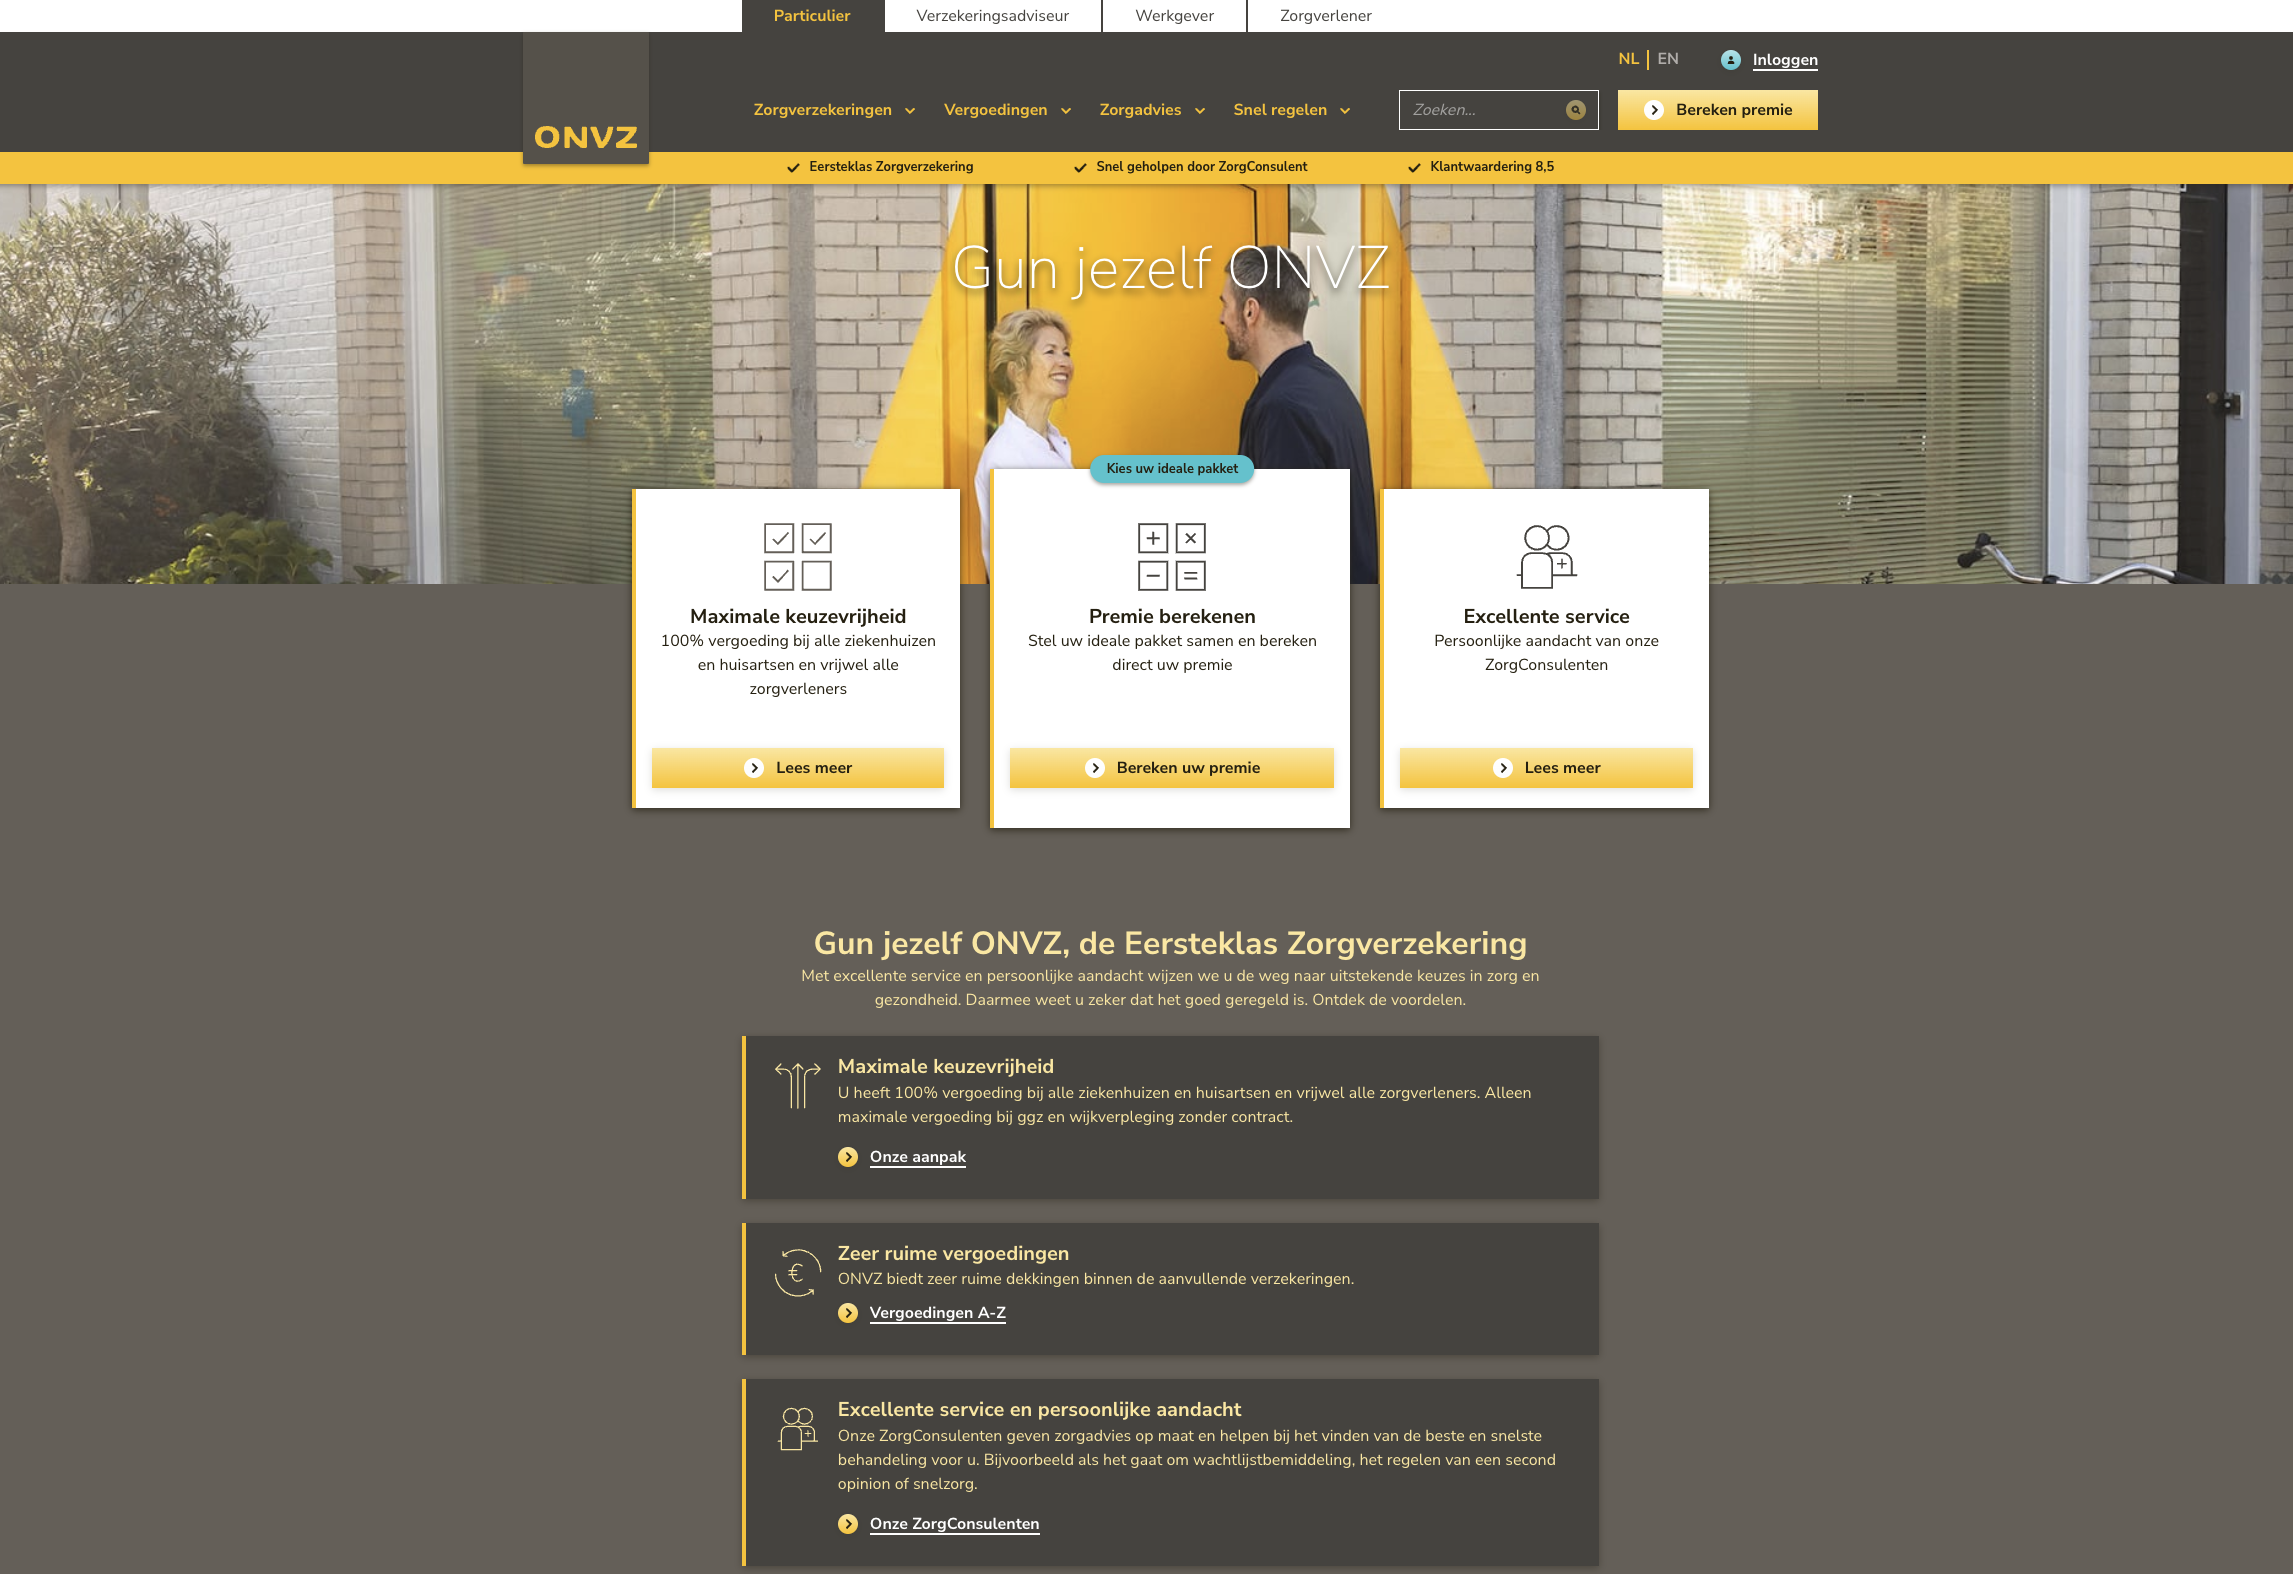 Particulier
Verzekeringsadviseur
Werkgever
Zorgverlener
NL
EN
Inloggen
ONVZ
Zorgverzekeringen
Vergoedingen
Zorgadvies
Snel regelen
Zoeken...
Bereken premie
Eersteklas Zorgverzekering
Snel geholpen door ZorgConsulent
Klantwaardering 8,5
Gun jezelf ONVZ
Maximale keuzevrijheid
100% vergoeding bij alle ziekenhuizen
en huisartsen en vrijwel alle
zorgverleners
Lees meer
Kies uw ideale pakket
Premie berekenen
Stel uw ideale pakket samen en bereken
direct uw premie
Bereken uw premie
Excellente service
Persoonlijke aandacht van onze
ZorgConsulenten
Lees meer
Gun jezelf ONVZ, de Eersteklas Zorgverzekering
Met excellente service en persoonlijke aandacht wijzen we u de weg naar uitstekende keuzes in zorg en
gezondheid. Daarmee weet u zeker dat het goed geregeld is. Ontdek de voordelen.
Maximale keuzevrijheid
U heeft 100% vergoeding bij alle ziekenhuizen en huisartsen en vrijwel alle zorgverleners. Alleen
maximale vergoeding bij ggz en wijkverpleging zonder contract.
Onze aanpak
Zeer ruime vergoedingen
ONVZ biedt zeer ruime dekkingen binnen de aanvullende verzekeringen.
Vergoedingen A-Z
Excellente service en persoonlijke aandacht
Onze ZorgConsulenten geven zorgadvies op maat en helpen bij het vinden van de beste en snelste
behandeling voor u. Bijvoorbeeld als het gaat om wachtlijstbemiddeling, het regelen van een second
opinion of snelzorg.
Onze ZorgConsulenten